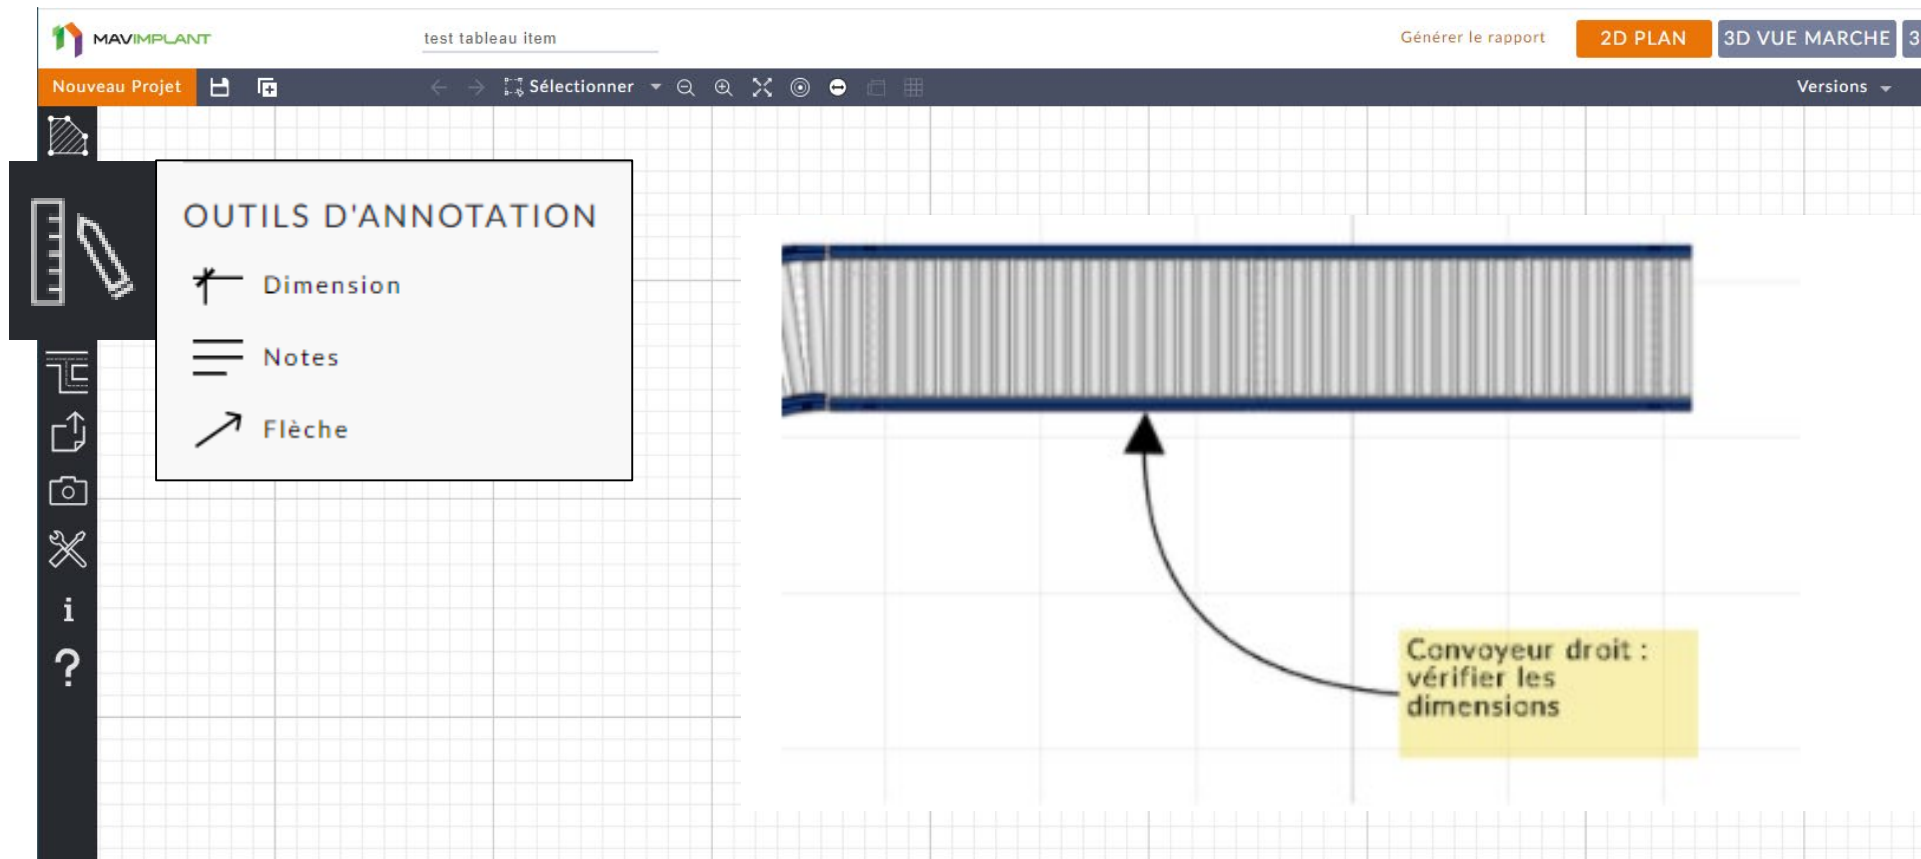 MAVIMPLANT
test tableau item
Générer le rapport
2D PLAN
3D VUE MARCHE
3
Nouveau Projet
Sélectionner
Versions
OUTILS D'ANNOTATION
Dimension
Notes
Flèche
i
?
Convoyeur droit :
vérifier les
dimensions